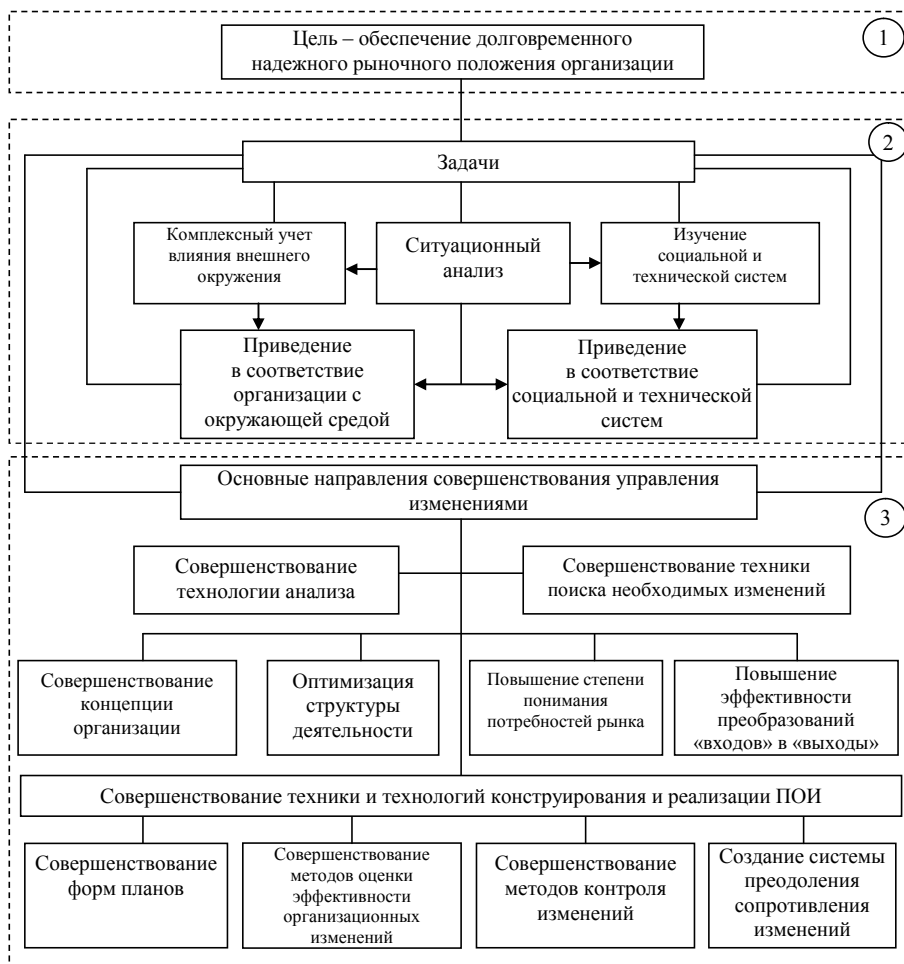 Цель – обеспечение долговременного
надежного рыночного положения организации
1
2
Задачи
Комплексный учет
влияния внешнего
окружения
Ситуационный
анализ
Изучение
социальной и
технической систем
Приведение
в соответствие
организации с
окружающей средой
Приведение
в соответствие
социальной и технической
систем
Основные направления совершенствования управления
изменениями
3
Совершенствование
технологии анализа
Совершенствование техники
поиска необходимых изменений
Совершенствование
концепции
организации
Оптимизация
структуры
деятельности
Повышение степени
понимания
потребностей рынка
Повышение
эффективности
преобразований
«входов» в «выходы»
Совершенствование техники и технологий конструирования и реализации ПОИ
Совершенствование
форм планов
Совершенствование
методов оценки
эффективности
организационных
изменений
Совершенствование
методов контроля
изменений
Создание системы
преодоления
сопротивления
изменений